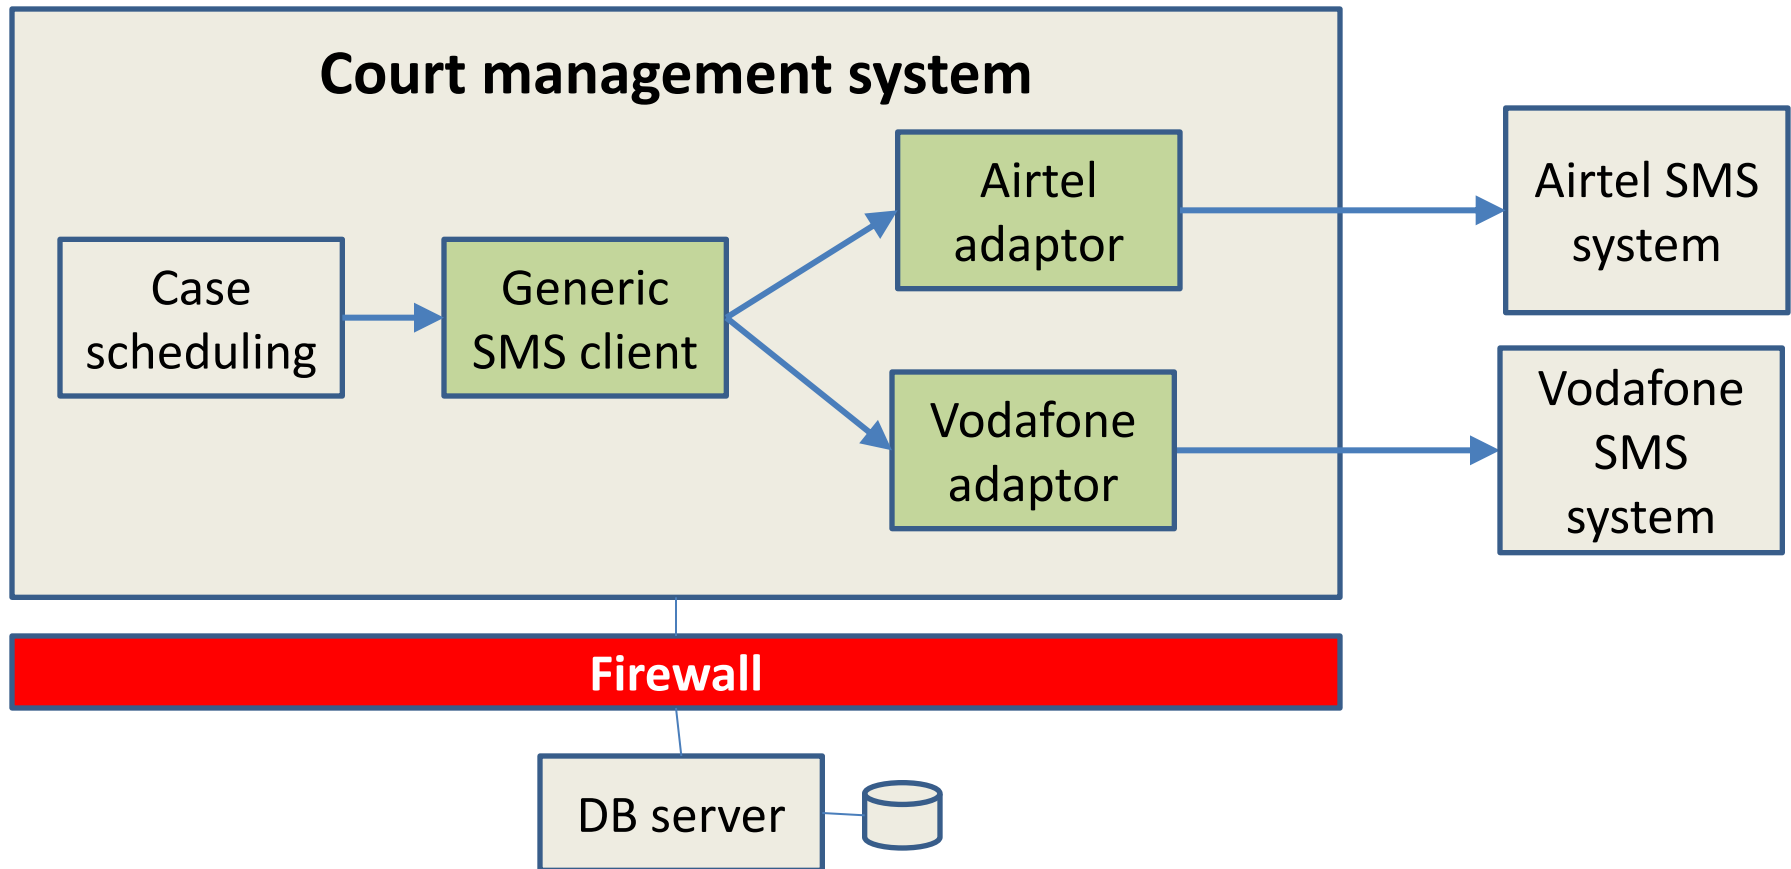 Court management system
Case
scheduling
Generic
SMS client
Airtel
adaptor
Vodafone
adaptor
Airtel SMS
system
Vodafone
SMS
system
Firewall
DB server